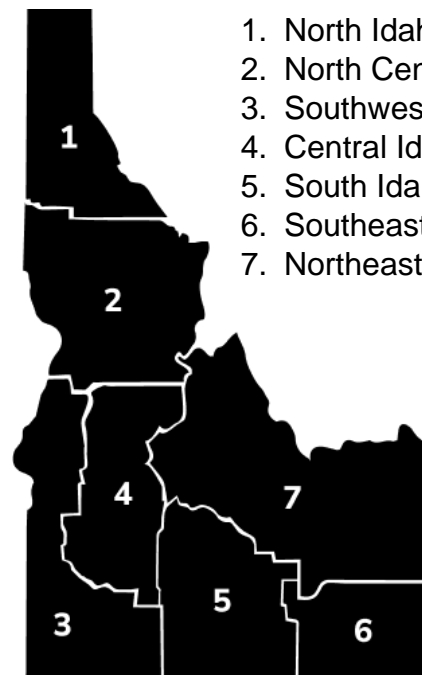 1. North Idah
2. North Cen
3. Southwes
4. Central Id
5. South Ida
6. Southeast
7. Northeast
1
2
4
7
5
3
6